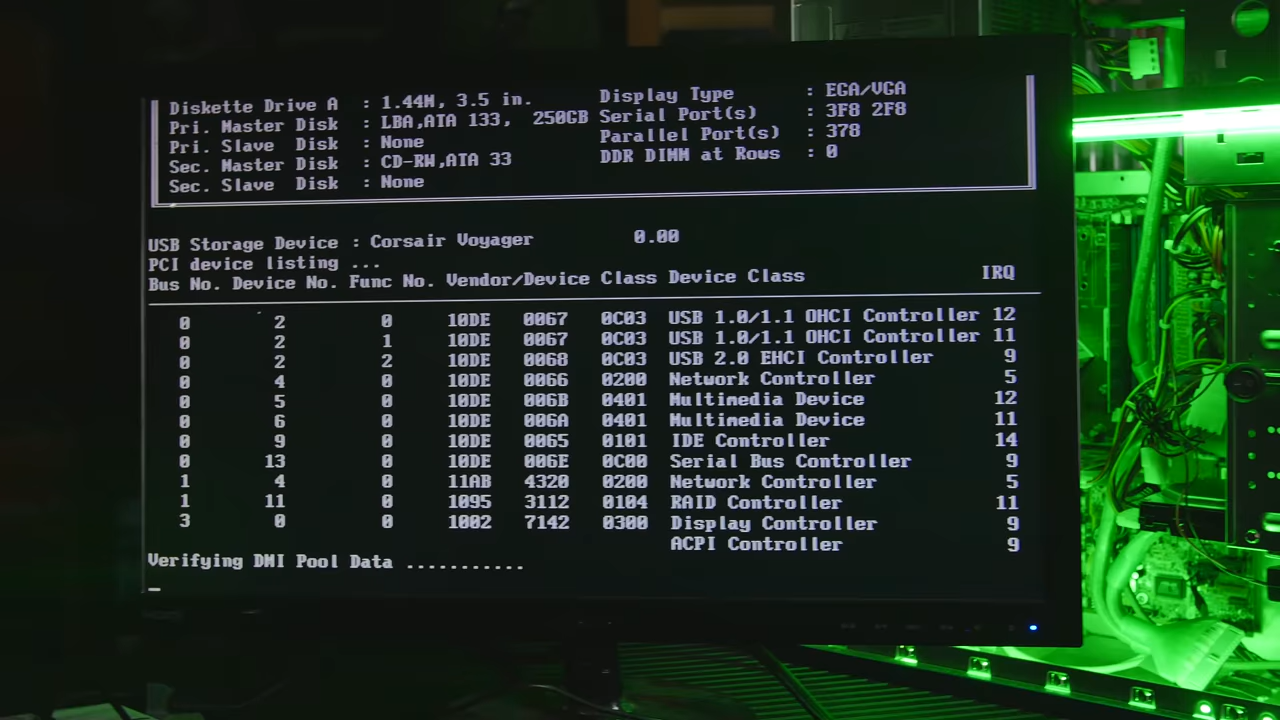 Diskette Drive A : 1.44M, 3.5 in. Display Type : EGA/VGA
Pri. Master Disk : LBA,ATA 133, 250GB Serial Port(s) : 3F8 2F8
Pri. Slave Disk : None Parallel Port(s) : 378
Sec. Master Disk : CD-RW,ATA 33 DDR DIMM at Rows : 0
Sec. Slave Disk : None
USB Storage Device : Corsair Voyager 0.00
PCI device listing ...
Bus No. Device No. Func No. Vendor/Device Class Device Class IRQ
0 2 0 10DE 0067 0C03 USB 1.0/1.1 OHCI Controller 12
0 2 1 10DE 0067 0C03 USB 1.0/1.1 OHCI Controller 11
0 2 2 10DE 0068 0C03 USB 2.0 EHCI Controller 9
0 4 0 10DE 0066 0200 Network Controller 5
0 5 0 10DE 006B 0401 Multimedia Device 12
0 6 0 10DE 006A 0401 Multimedia Device 11
0 9 0 10DE 0065 0101 IDE Controller 14
0 13 0 10DE 006E 0C00 Serial Bus Controller 9
1 4 0 11AB 4320 0200 Network Controller 5
1 11 0 1095 3112 0104 RAID Controller 11
3 0 0 1002 7142 0300 Display Controller 9
ACPI Controller 9
Verifying DMI Pool Data ...........